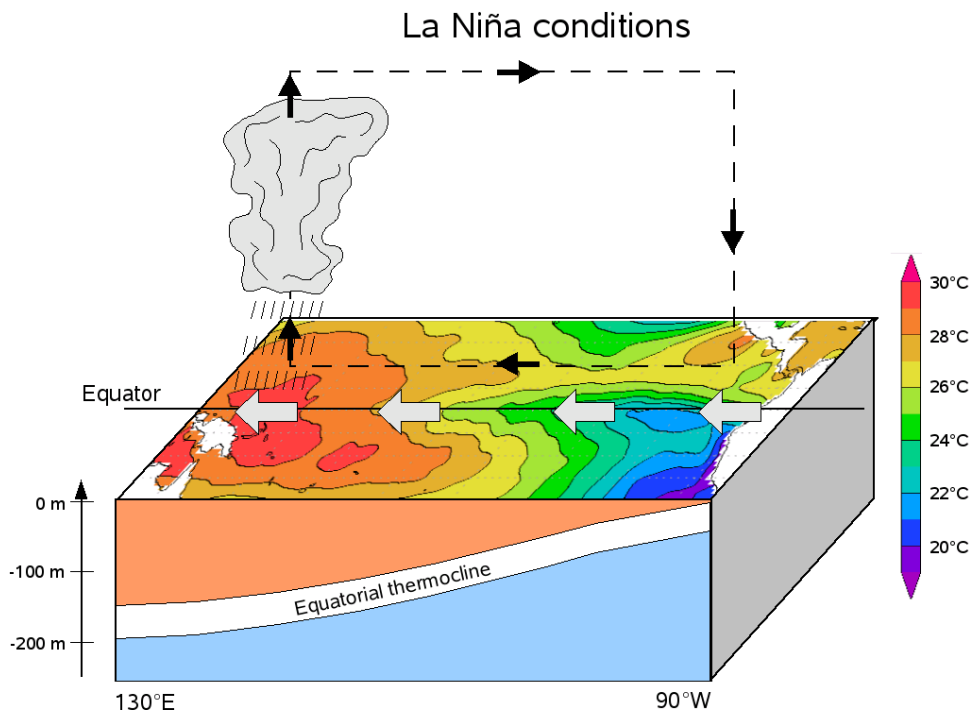 La Niña conditions
30°C
28°C
26°C
24°C
22°C
20°C
Equator
0 m
-100 m
-200 m
Equatorial thermocline
130°E
90°W